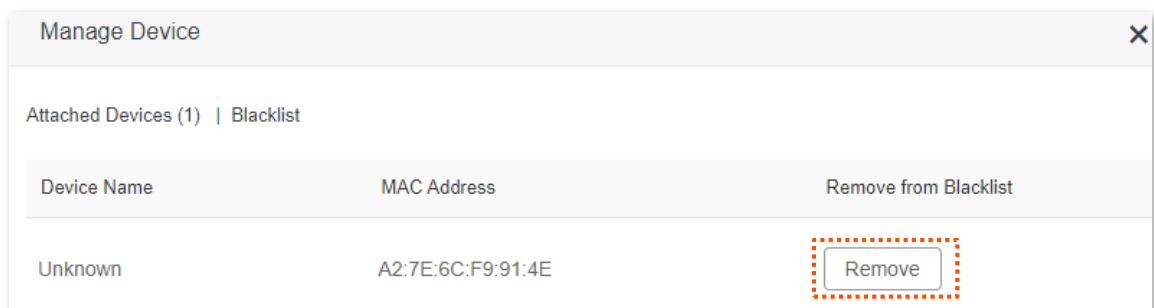 Manage Device
Attached Devices (1) | Blacklist
Device Name MAC Address Remove from Blacklist
Unknown A2:7E:6C:F9:91:4E Remove